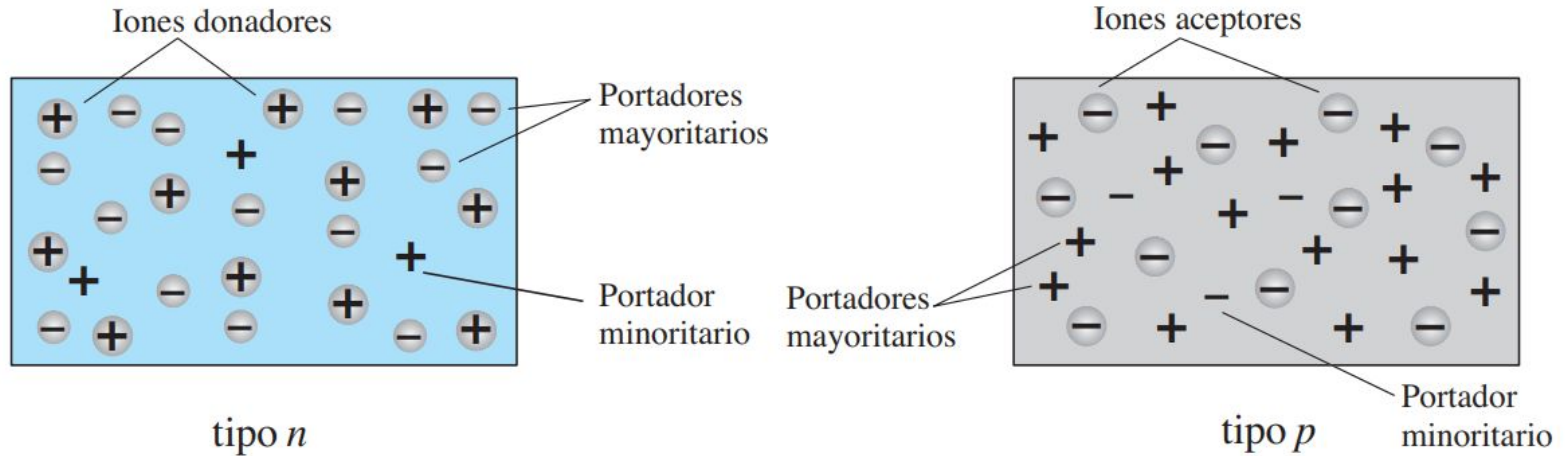 Iones donadores
Portadores
mayoritarios
Portador
minoritario
tipo n
Iones aceptores
Portadores
mayoritarios
Portador
minoritario
tipo p